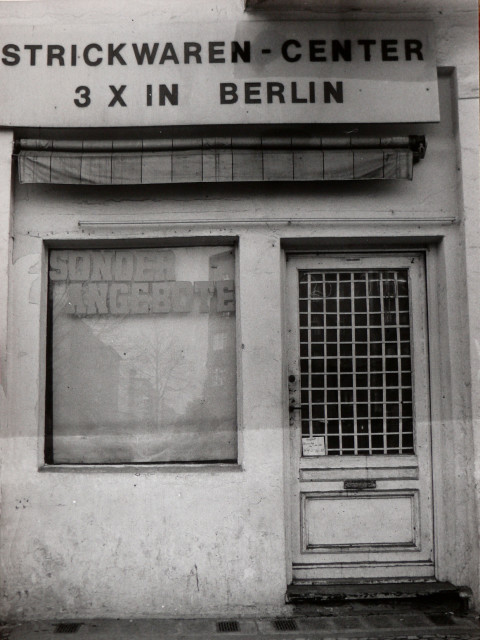 STRICKWAREN-CENTER
3 X IN BERLIN
SONDER
ANGEBOTE